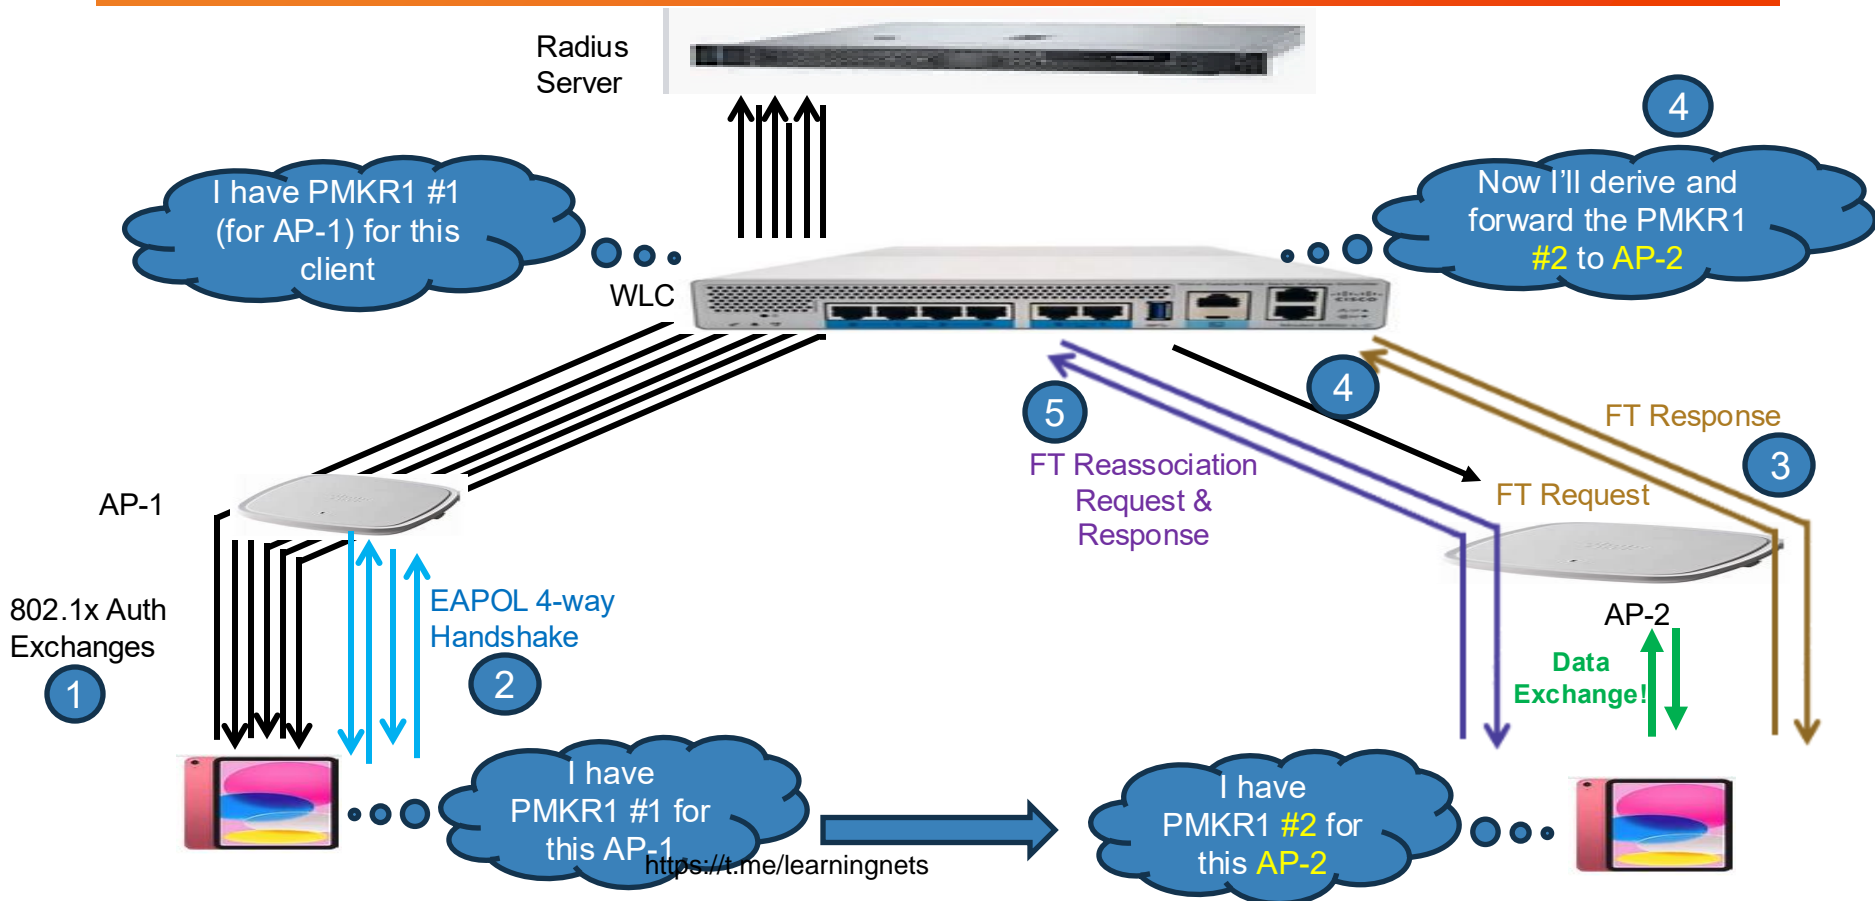 Radius
Server
4
I have PMKR1 #1
(for AP-1) for this
client
Now I'll derive and
forward the PMKR1
#2 to AP-2
WLC
CISCO
4
5
FT Response
3
FT Reassociation
Request &
Response
FT Request
AP-1
802.1x Auth
Exchanges
1
EAPOL 4-way
Handshake
2
AP-2
Data
Exchange!
I have
PMKR1 #1 for
this AP-1
I have
PMKR1 #2 for
this AP-2
https://t.me/learningnets